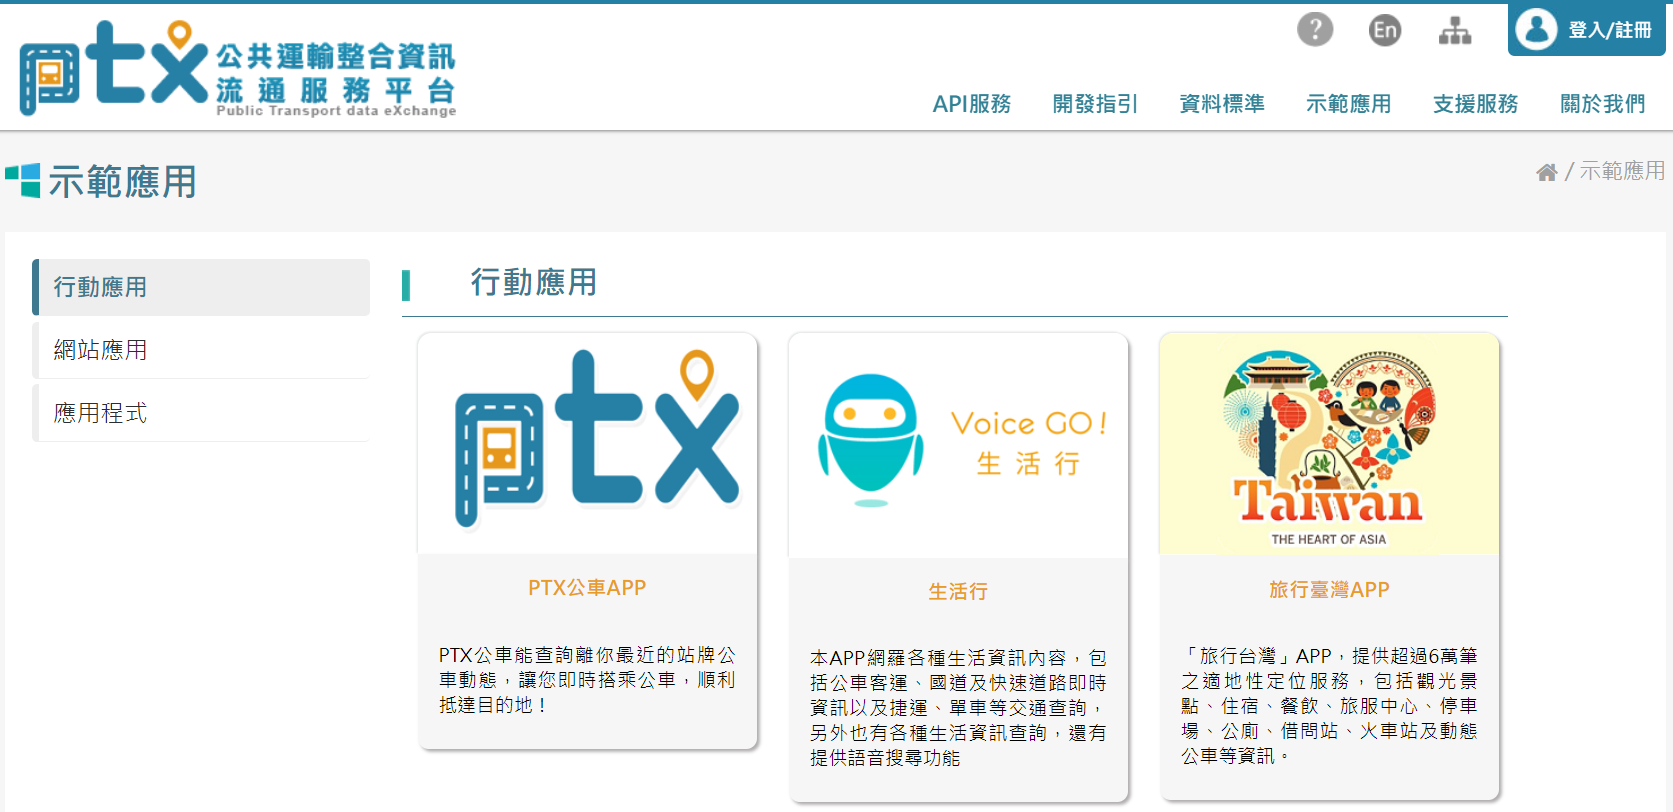 ptx 公共運輸整合資訊
流通服務平台
Public Transport data eXchange
?
En
登入/註冊
API服務 開發指引 資料標準 示範應用 支援服務 關於我們
示範應用
/ 示範應用
行動應用
網站應用
應用程式
行動應用
ptx
PTX公車APP
PTX公車能查詢離你最近的站牌公
車動態，讓您即時搭乘公車，順利
抵達目的地！
Voice GO!
生活行
生活行
本APP網羅各種生活資訊內容，包
括公車客運、國道及快速道路即時
資訊以及捷運、單車等交通查詢，
另外也有各種生活資訊查詢，還有
提供語音搜尋功能
Taiwan
THE HEART OF ASIA
旅行臺灣APP
「旅行台灣」APP，提供超過6萬筆
之適地性定位服務，包括觀光景
點、住宿、餐飲、旅服中心、停車
場、公廁、借問站、火車站及動態
公車等資訊。